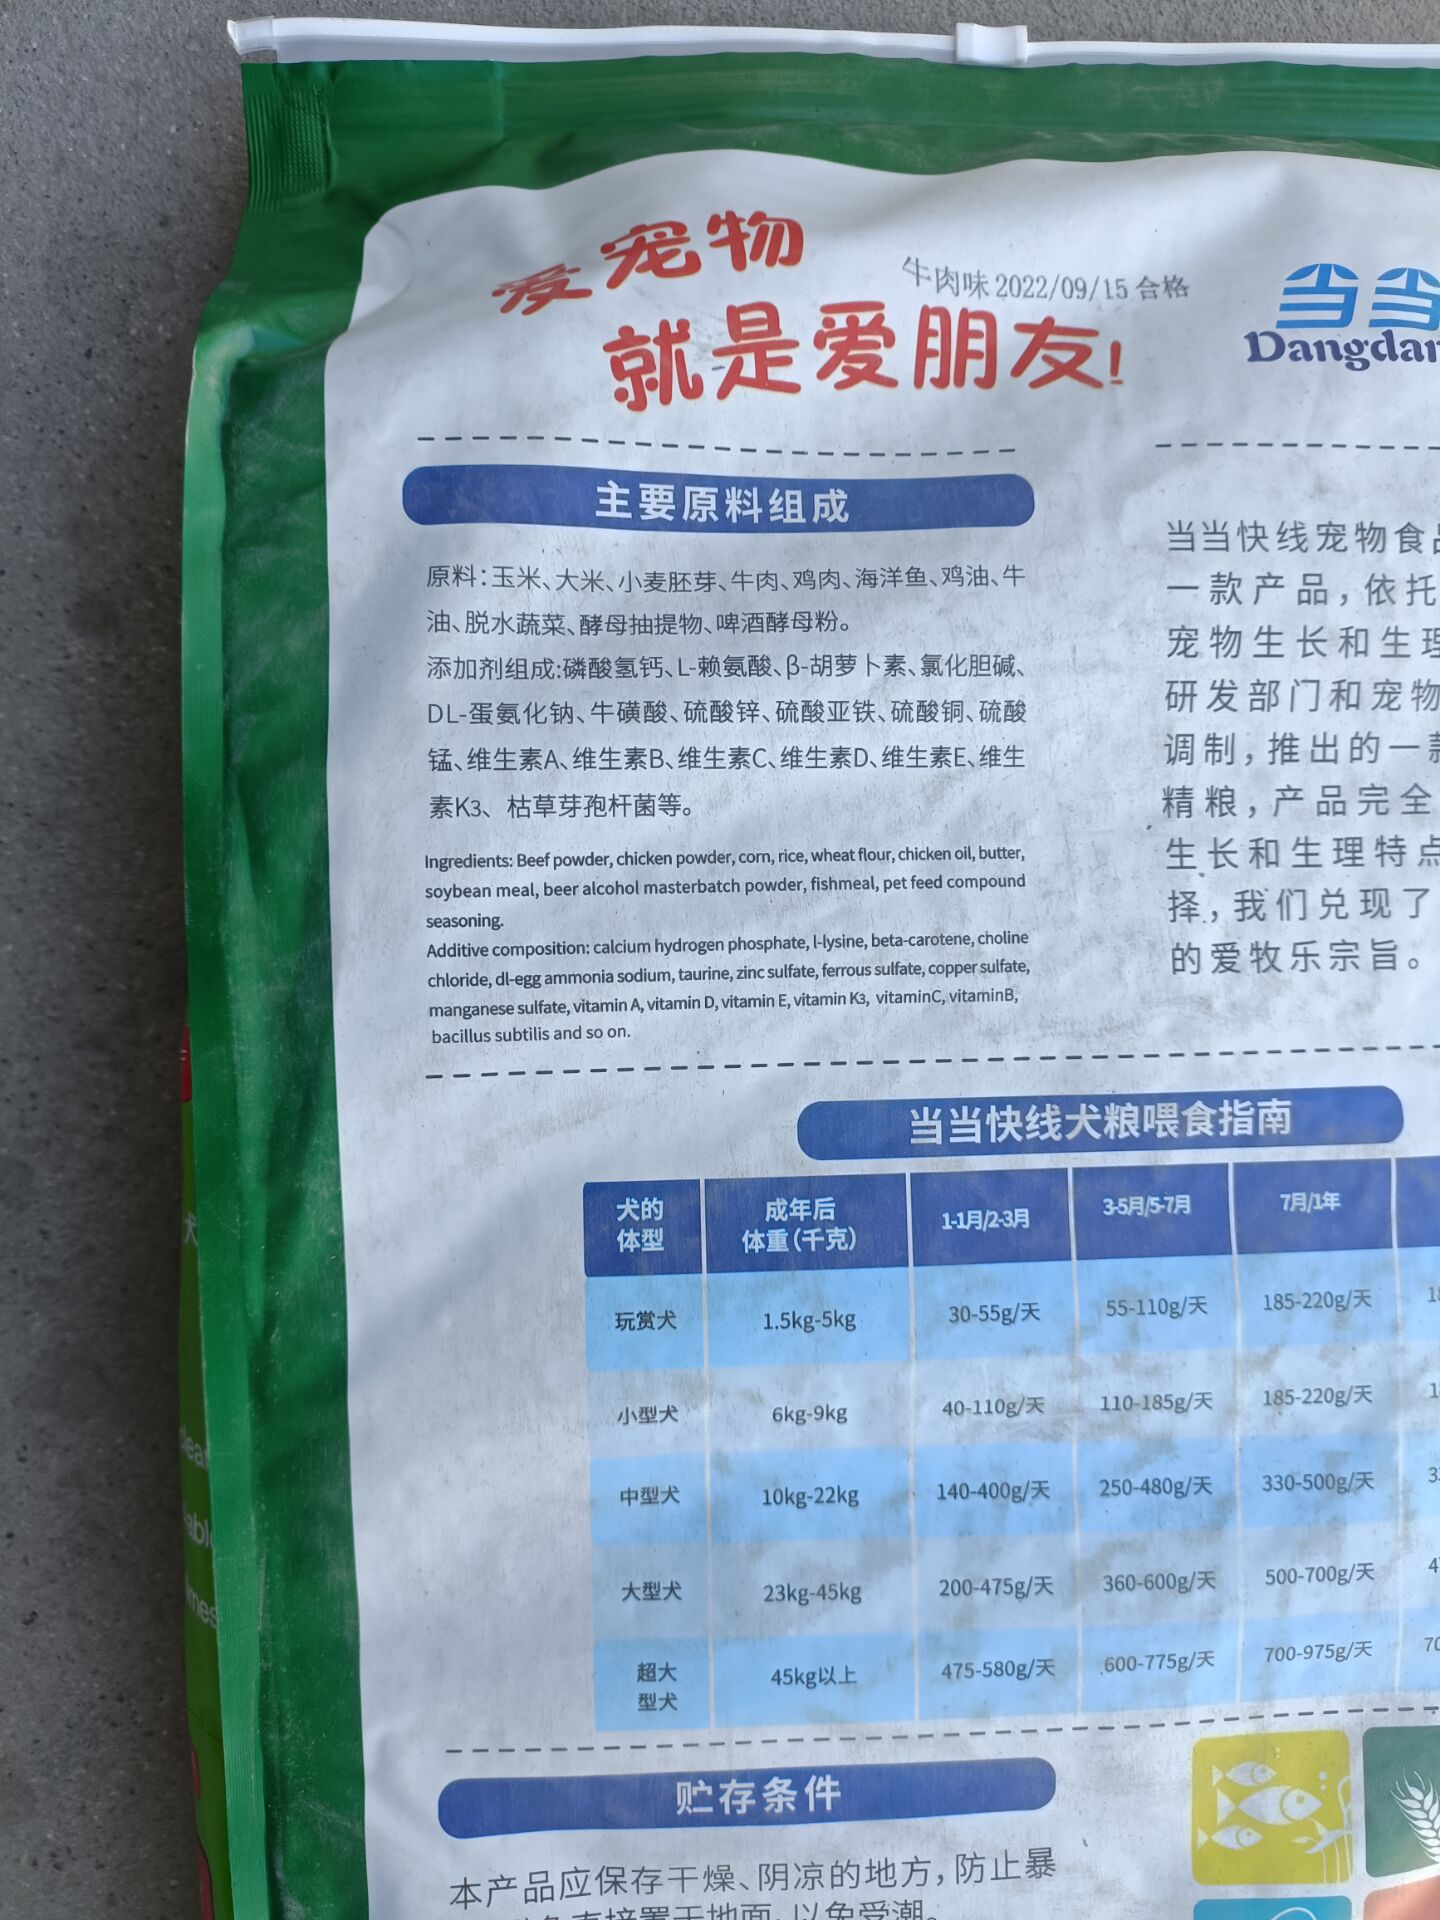 爱宠物
就是爱朋友!
牛肉味 2022/09/15 合格
当当
Dangdan
主要原料组成
原料:玉米、大米、小麦胚芽、牛肉、鸡肉、海洋鱼、鸡油、牛
油、脱水蔬菜、酵母抽提物、啤酒酵母粉。
添加剂组成:磷酸氢钙、L-赖氨酸、β-胡萝卜素、氯化胆碱、
DL-蛋氨化钠、牛磺酸、硫酸锌、硫酸亚铁、硫酸铜、硫酸
锰、维生素A、维生素B、维生素C、维生素D、维生素E、维生
素K3、枯草芽孢杆菌等。
Ingredients: Beef powder, chicken powder, corn, rice, wheat flour, chicken oil, butter,
soybean meal, beer alcohol masterbatch powder, fishmeal, pet feed compound
seasoning.
Additive composition: calcium hydrogen phosphate, l-lysine, beta-carotene, choline
chloride, dl-egg ammonia sodium, taurine, zinc sulfate, ferrous sulfate, copper sulfate,
manganese sulfate, vitamin A, vitamin D, vitamin E, vitamin K3, vitaminC, vitaminB,
bacillus subtilis and so on.
当当快线宠物食品
一款产品,依托
宠物生长和生理
研发部门和宠物
调制,推出的一款
精粮,产品完全
生长和生理特点
择,我们兑现了
的爱牧乐宗旨。
当当快线犬粮喂食指南
犬的体型 成年后体重(千克) 1-1月/2-3月 3-5月/5-7月 7月/1年
玩赏犬 1.5kg-5kg 30-55g/天 55-110g/天 185-220g/天
小型犬 6kg-9kg 40-110g/天 110-185g/天 185-220g/天
中型犬 10kg-22kg 140-400g/天 250-480g/天 330-500g/天
大型犬 23kg-45kg 200-475g/天 360-600g/天 500-700g/天
超大型犬 45kg以上 475-580g/天 600-775g/天 700-975g/天
贮存条件
本产品应保存干燥、阴凉的地方,防止暴
直接置于地面,以免受潮。